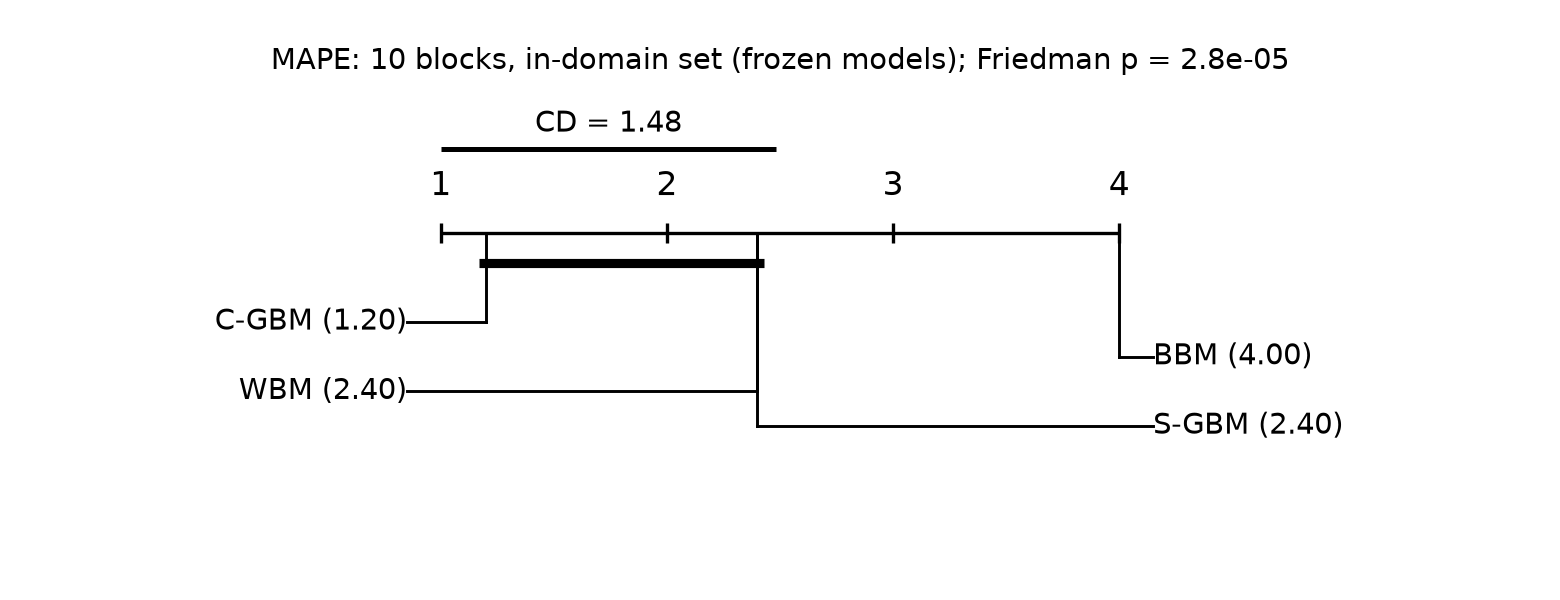 MAPE: 10 blocks, in-domain set (frozen models); Friedman p = 2.8e-05
CD = 1.48
1 2 3 4
C-GBM (1.20)
BBM (4.00)
WBM (2.40)
S-GBM (2.40)